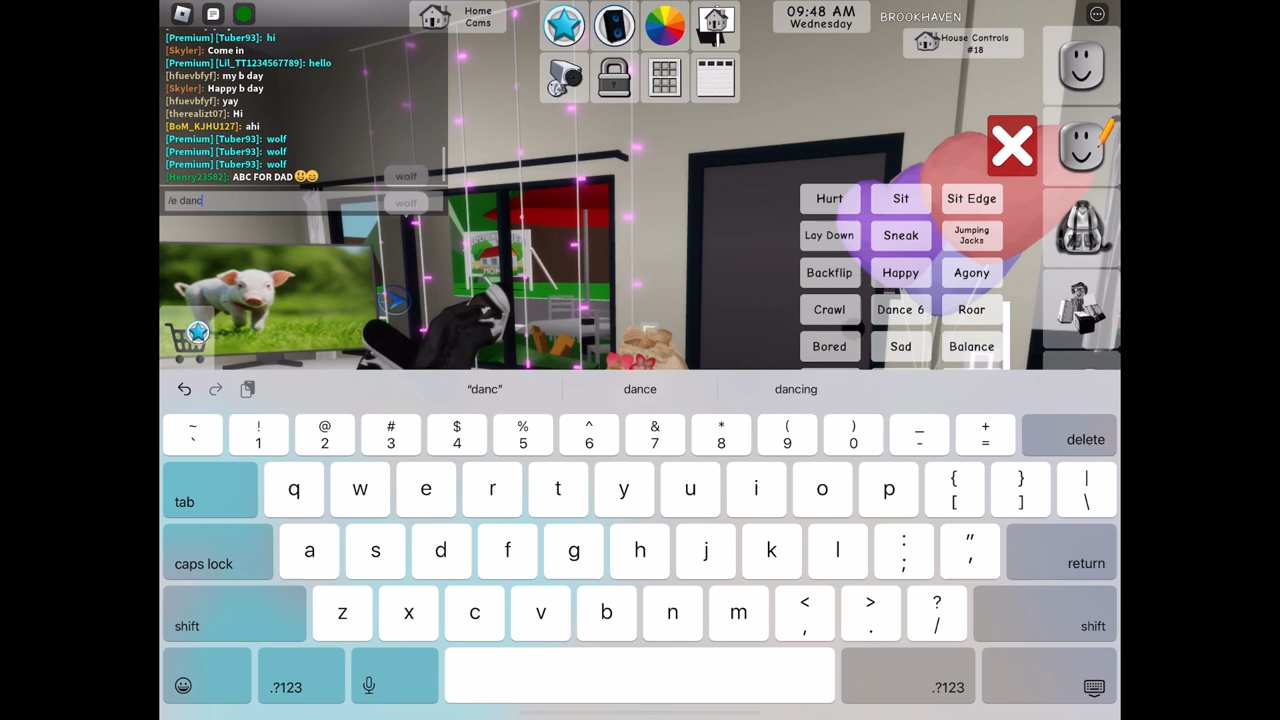 Home
Cams
09:48 AM
Wednesday
BROOKHAVEN
House Controls
#18
[Premium] [Tuber93]: hi
[Skyler]: Come in
[Premium] [Lil_TT1234567789]: hello
[hfuevbfyf]: my b day
[Skyler]: Happy b day
[hfuevbfyf]: yay
[therealizt07]: Hi
[BoM_KJHU127]: ahi
[Premium] [Tuber93]: wolf
[Premium] [Tuber93]: wolf
[Premium] [Tuber93]: wolf
[Henry23582]: ABC FOR DAD 😃😄
/e danc
wolf
wolf
HOME
Hurt Sit Sit Edge
Lay Down Sneak Jumping
Jacks
Backflip Happy Agony
Crawl Dance 6 Roar
Bored Sad Balance
“danc” dance dancing
~ ! @ # $ % ^ & * ( ) _ +
` 1 2 3 4 5 6 7 8 9 0 - = delete
tab q w e r t y u i o p { } |
[ ] \
caps lock a s d f g h j k l : "
; ' return
shift z x c v b n m < > ?
, . / shift
.?123 .?123